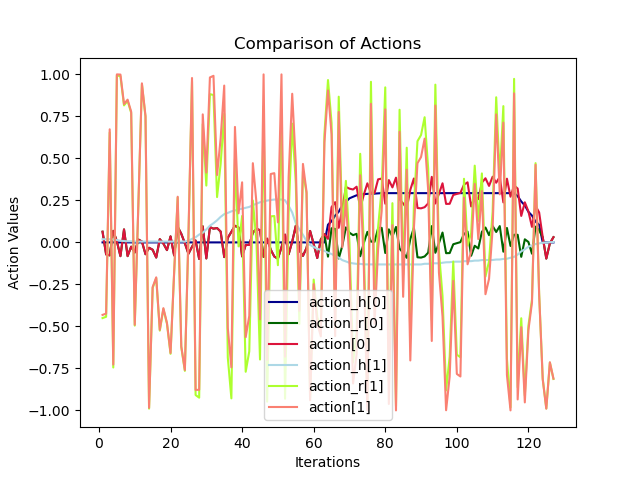 Comparison of Actions
1.00
0.75
0.50
0.25
0.00
−0.25
−0.50
−0.75
−1.00
Action Values
action_h[0]
action_r[0]
action[0]
action_h[1]
action_r[1]
action[1]
0 20 40 60 80 100 120
Iterations